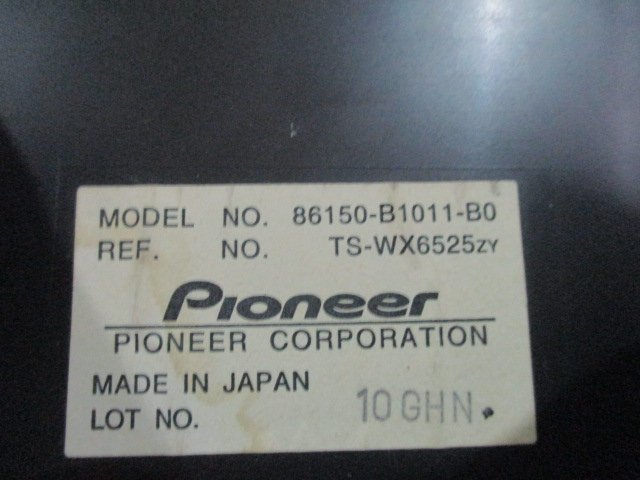 MODEL NO. 86150-B1011-B0
REF. NO. TS-WX6525ZY
Pioneer
PIONEER CORPORATION
MADE IN JAPAN
LOT NO. 10GHN.